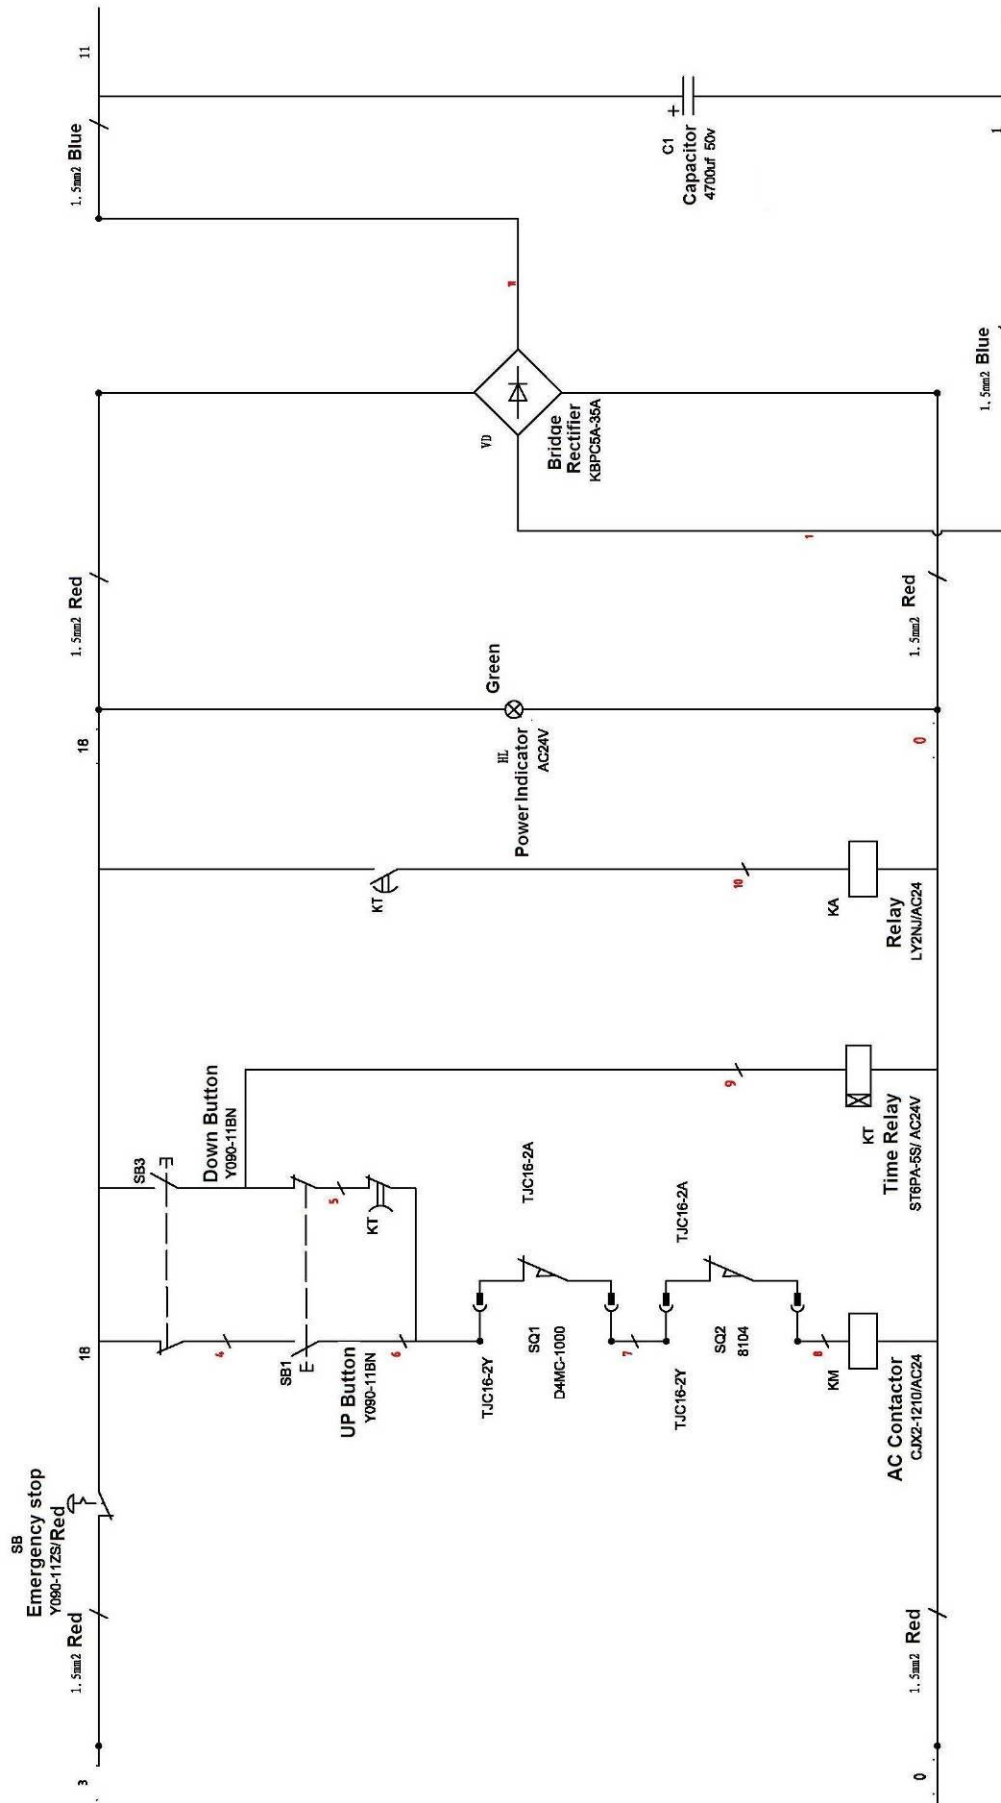 3
1.5mm2 Red
SB
Emergency stop
Y090-11ZS/Red
18
SB3
Down Button
Y090-11BN
18
1.5mm2 Red
1.5mm2 Blue
11
4
SB1
UP Button
Y090-11BN
5
KT
6
TJC16-2Y
TJC16-2A
SQ1
D4MC-1000
7
TJC16-2Y
TJC16-2A
SQ2
8104
8
KM
AC Contactor
CJX2-1210/AC24
9
KT
Time Relay
ST6PA-5S/ AC24V
KT
10
KA
Relay
LY2NJ/AC24
HL
Power Indicator
AC24V
Green
VD
Bridge
Rectifier
KBPC5A-35A
1
+
C1
Capacitor
4700uf 50v
0
1.5mm2 Red
0
1.5mm2 Red
1.5mm2 Blue
1